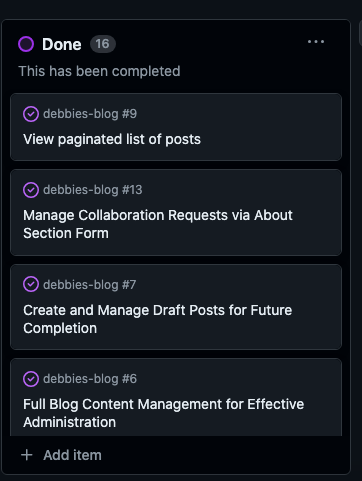 Done 16
This has been completed
debbies-blog #9
View paginated list of posts
debbies-blog #13
Manage Collaboration Requests via About
Section Form
debbies-blog #7
Create and Manage Draft Posts for Future
Completion
debbies-blog #6
Full Blog Content Management for Effective
Administration
Add item